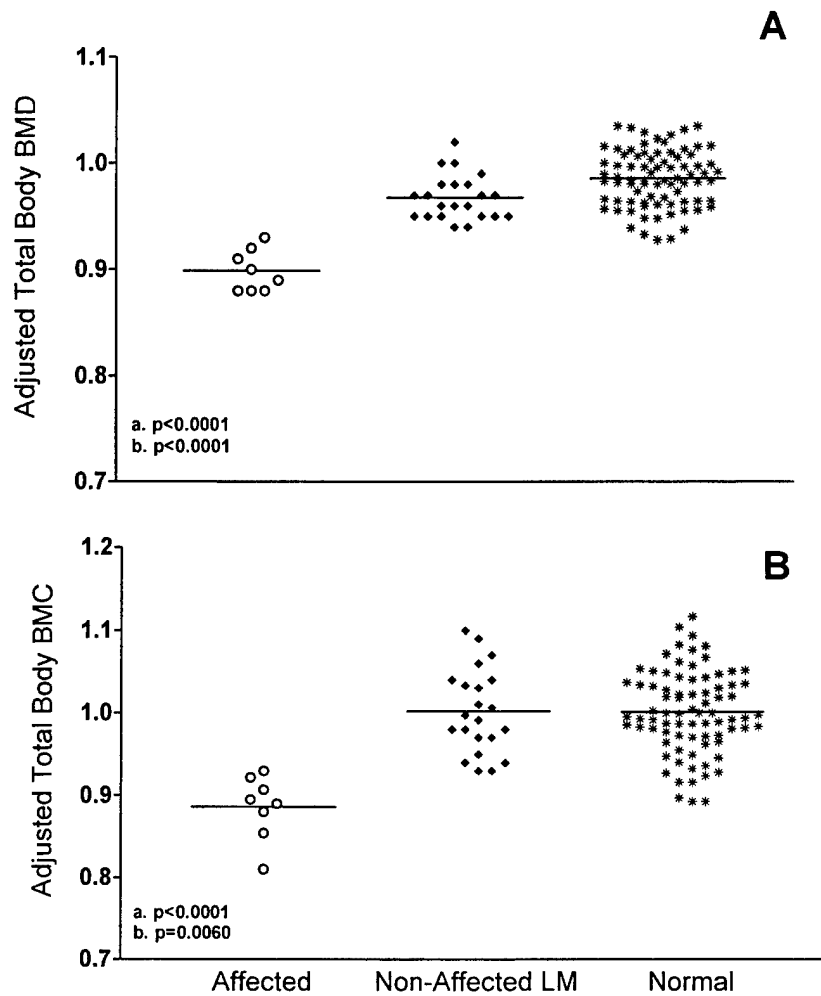 A
Adjusted Total Body BMD
1.1
1.0
0.9
0.8
0.7
a. p<0.0001
b. p<0.0001
B
Adjusted Total Body BMC
1.2
1.1
1.0
0.9
0.8
0.7
a. p<0.0001
b. p=0.0060
Affected
Non-Affected LM
Normal